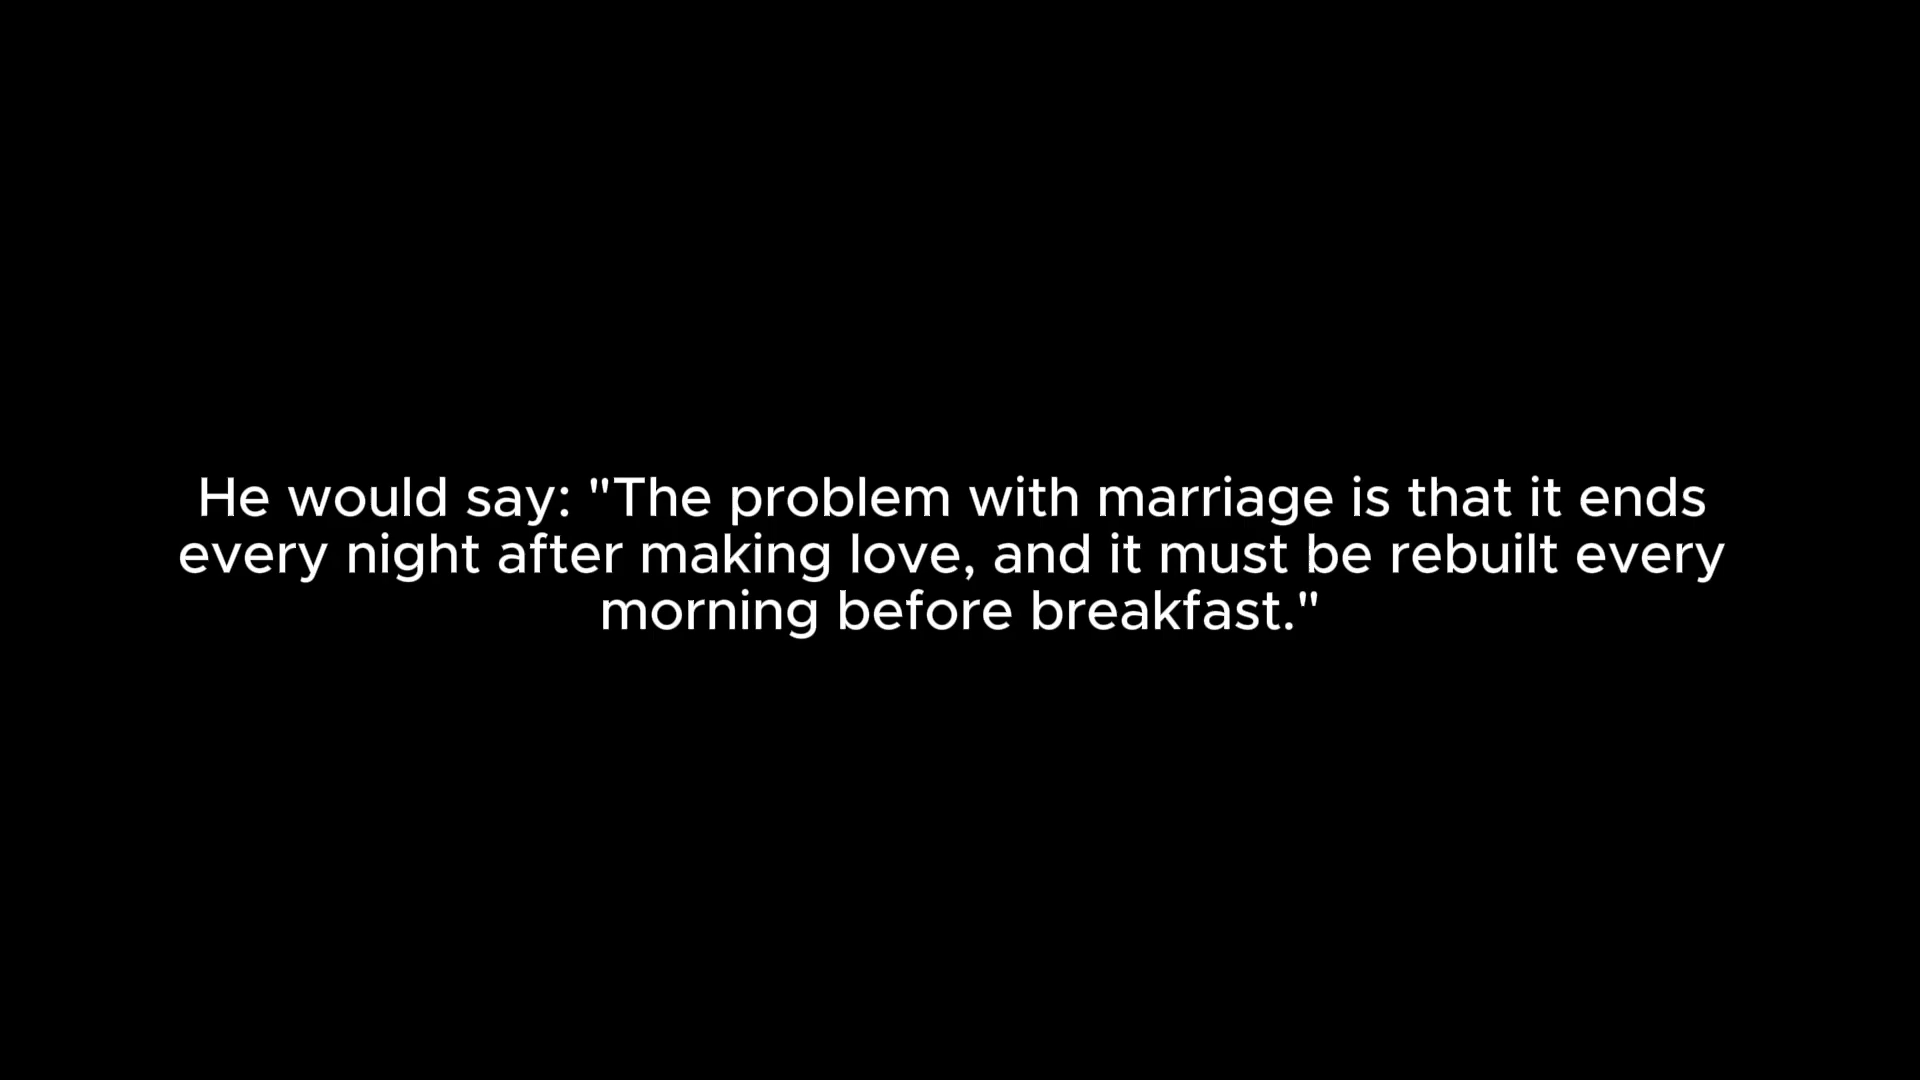 He would say: "The problem with marriage is that it ends
every night after making love, and it must be rebuilt every
morning before breakfast."